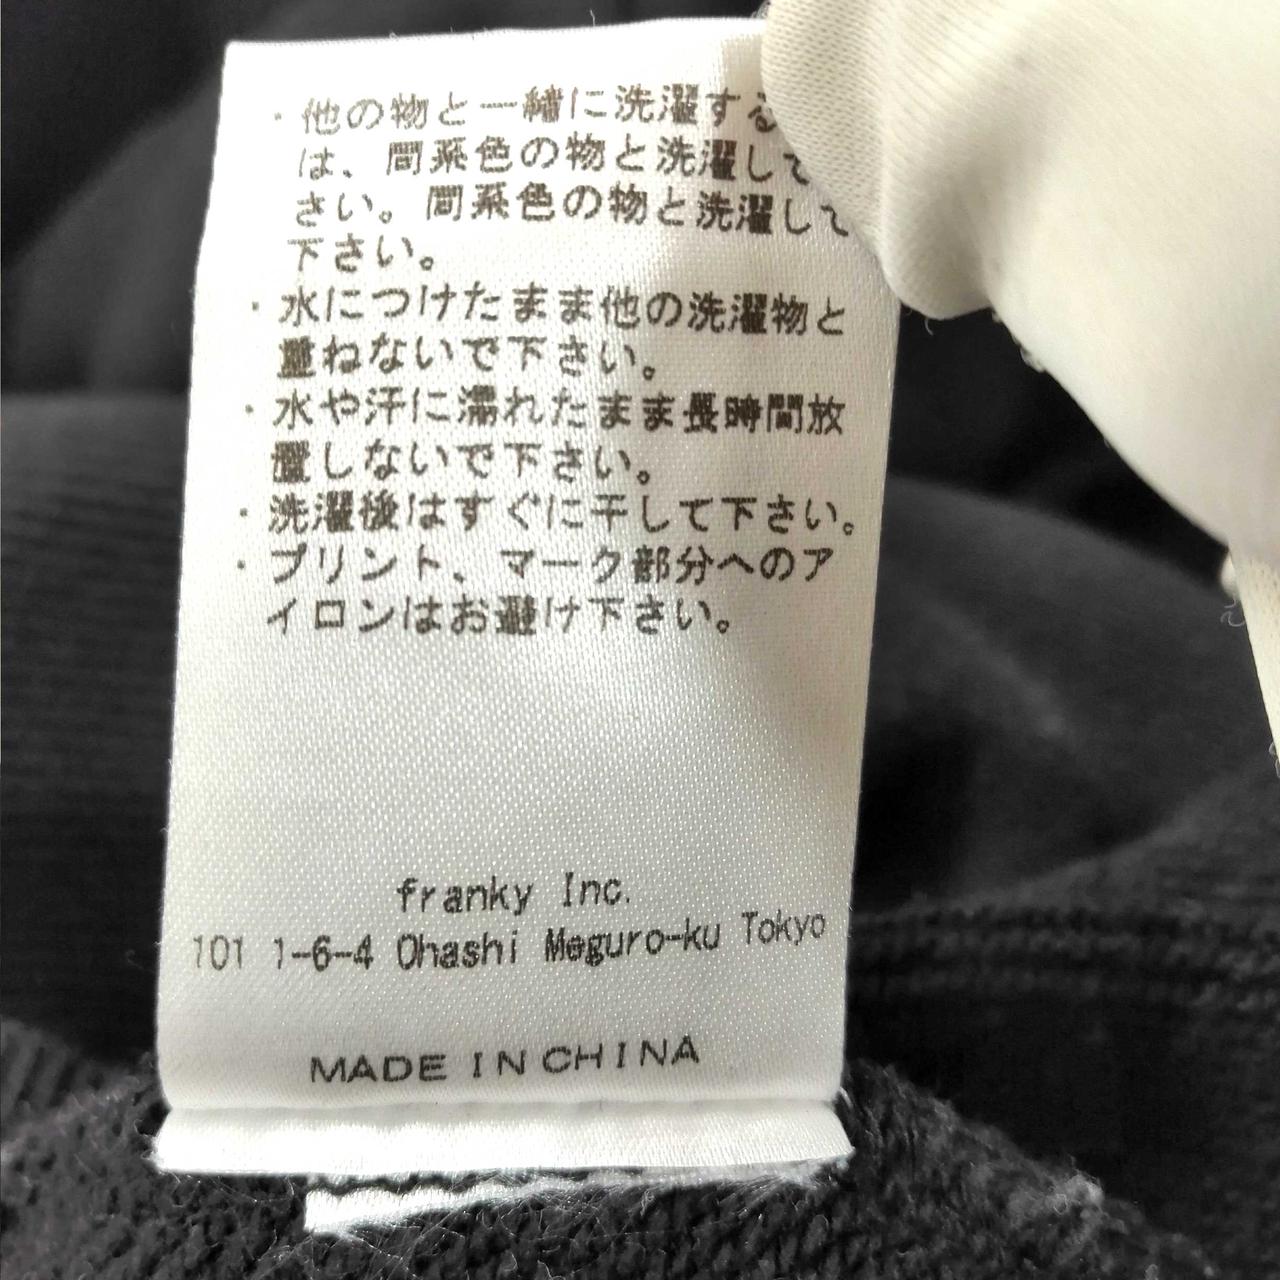 ・他の物と一緒に洗濯する
は、間系色の物と洗濯して
さい。間系色の物と洗濯して
下さい。
・水につけたまま他の洗濯物と
重ねないで下さい。
・水や汗に濡れたまま長時間放
置しないで下さい。
・洗濯後はすぐに干して下さい。
・プリント、マーク部分へのア
イロンはお避け下さい。
franky Inc.
101 1-6-4 Ohashi Meguro-ku Tokyo
MADE IN CHINA